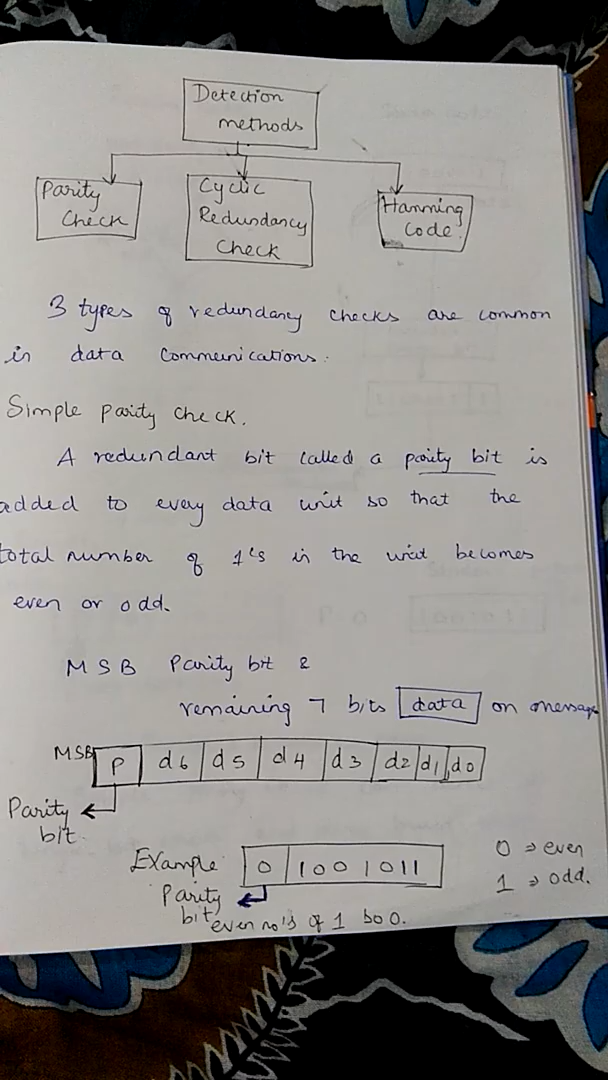 Detection
methods
Parity
Check
Cyclic
Redundancy
Check
Hamming
Code.
3 types of redundancy checks are common
in data communications.
Simple parity check.
A redundant bit called a parity bit is
added to every data unit so that the
total number of 1's in the unit becomes
even or odd.
MSB Parity bit &
remaining 7 bits data on message
MSB P d6 d5 d4 d3 d2 d1 d0
Parity
bit.
Example 0 1001011
0 ⇒ even
1 ⇒ odd.
Parity
bit
even no's of 1 so 0.